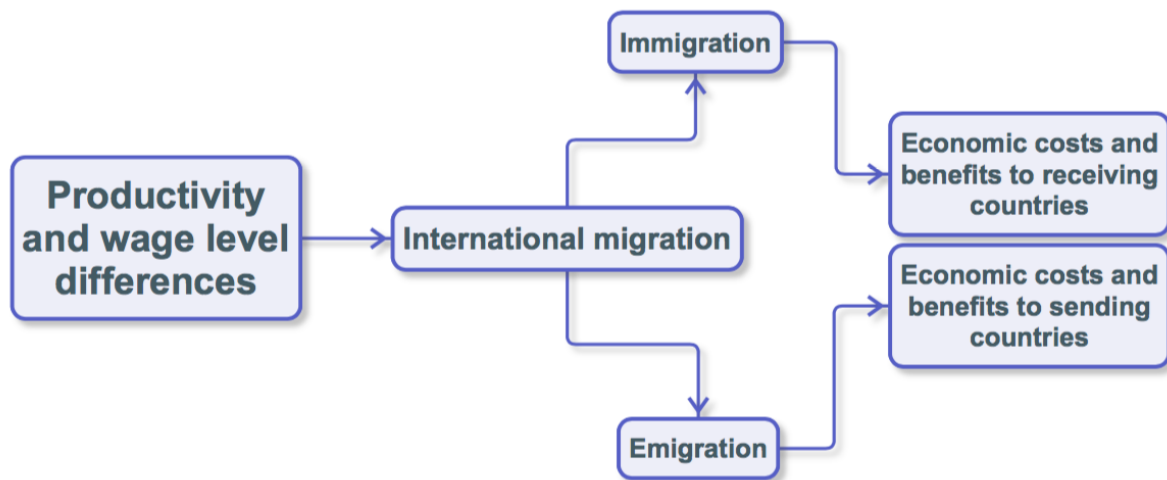 Productivity
and wage level
differences
International migration
Immigration
Economic costs and
benefits to receiving
countries
Emigration
Economic costs and
benefits to sending
countries